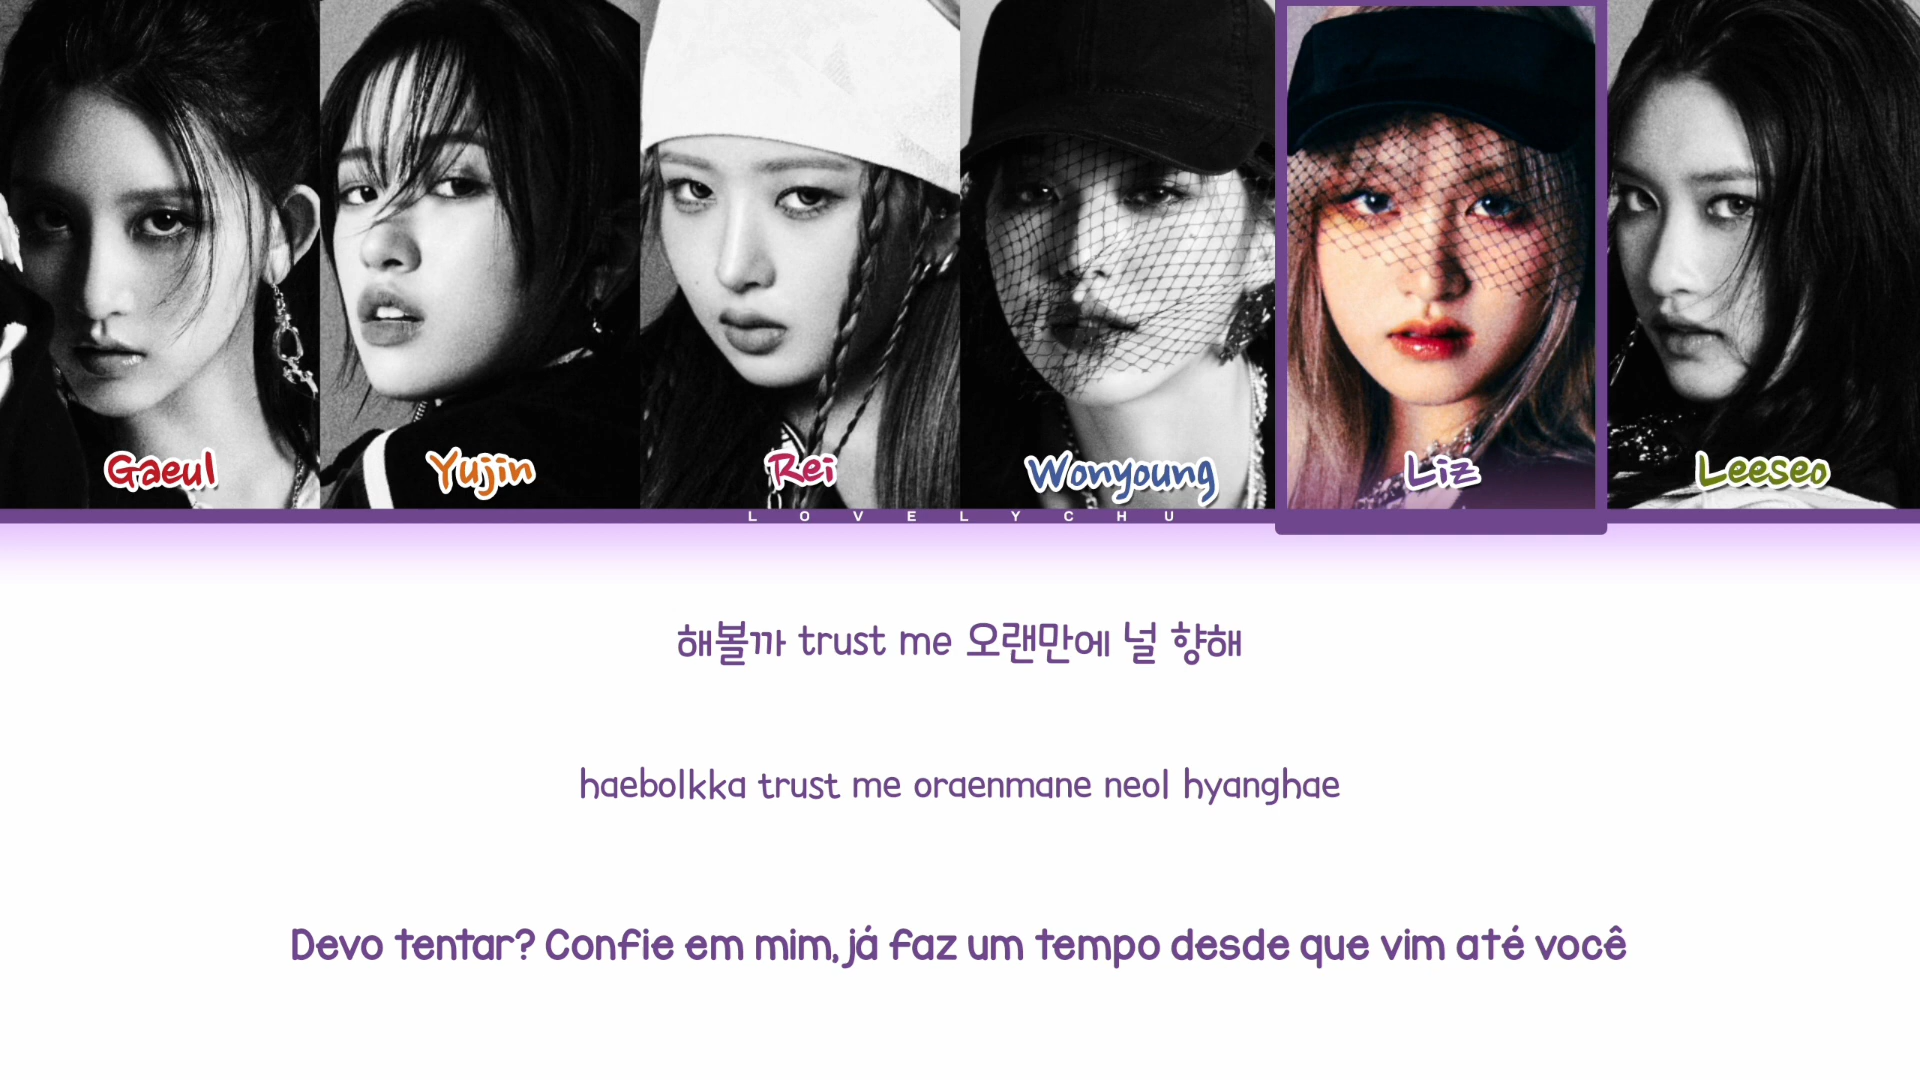 Gaeul
Yujin
Rei
Wonyoung
Liz
Leeseo
LOVELYCHU
해볼까 trust me 오랜만에 널 향해
haebolkka trust me oraenmane neol hyanghae
Devo tentar? Confie em mim, já faz um tempo desde que vim até você